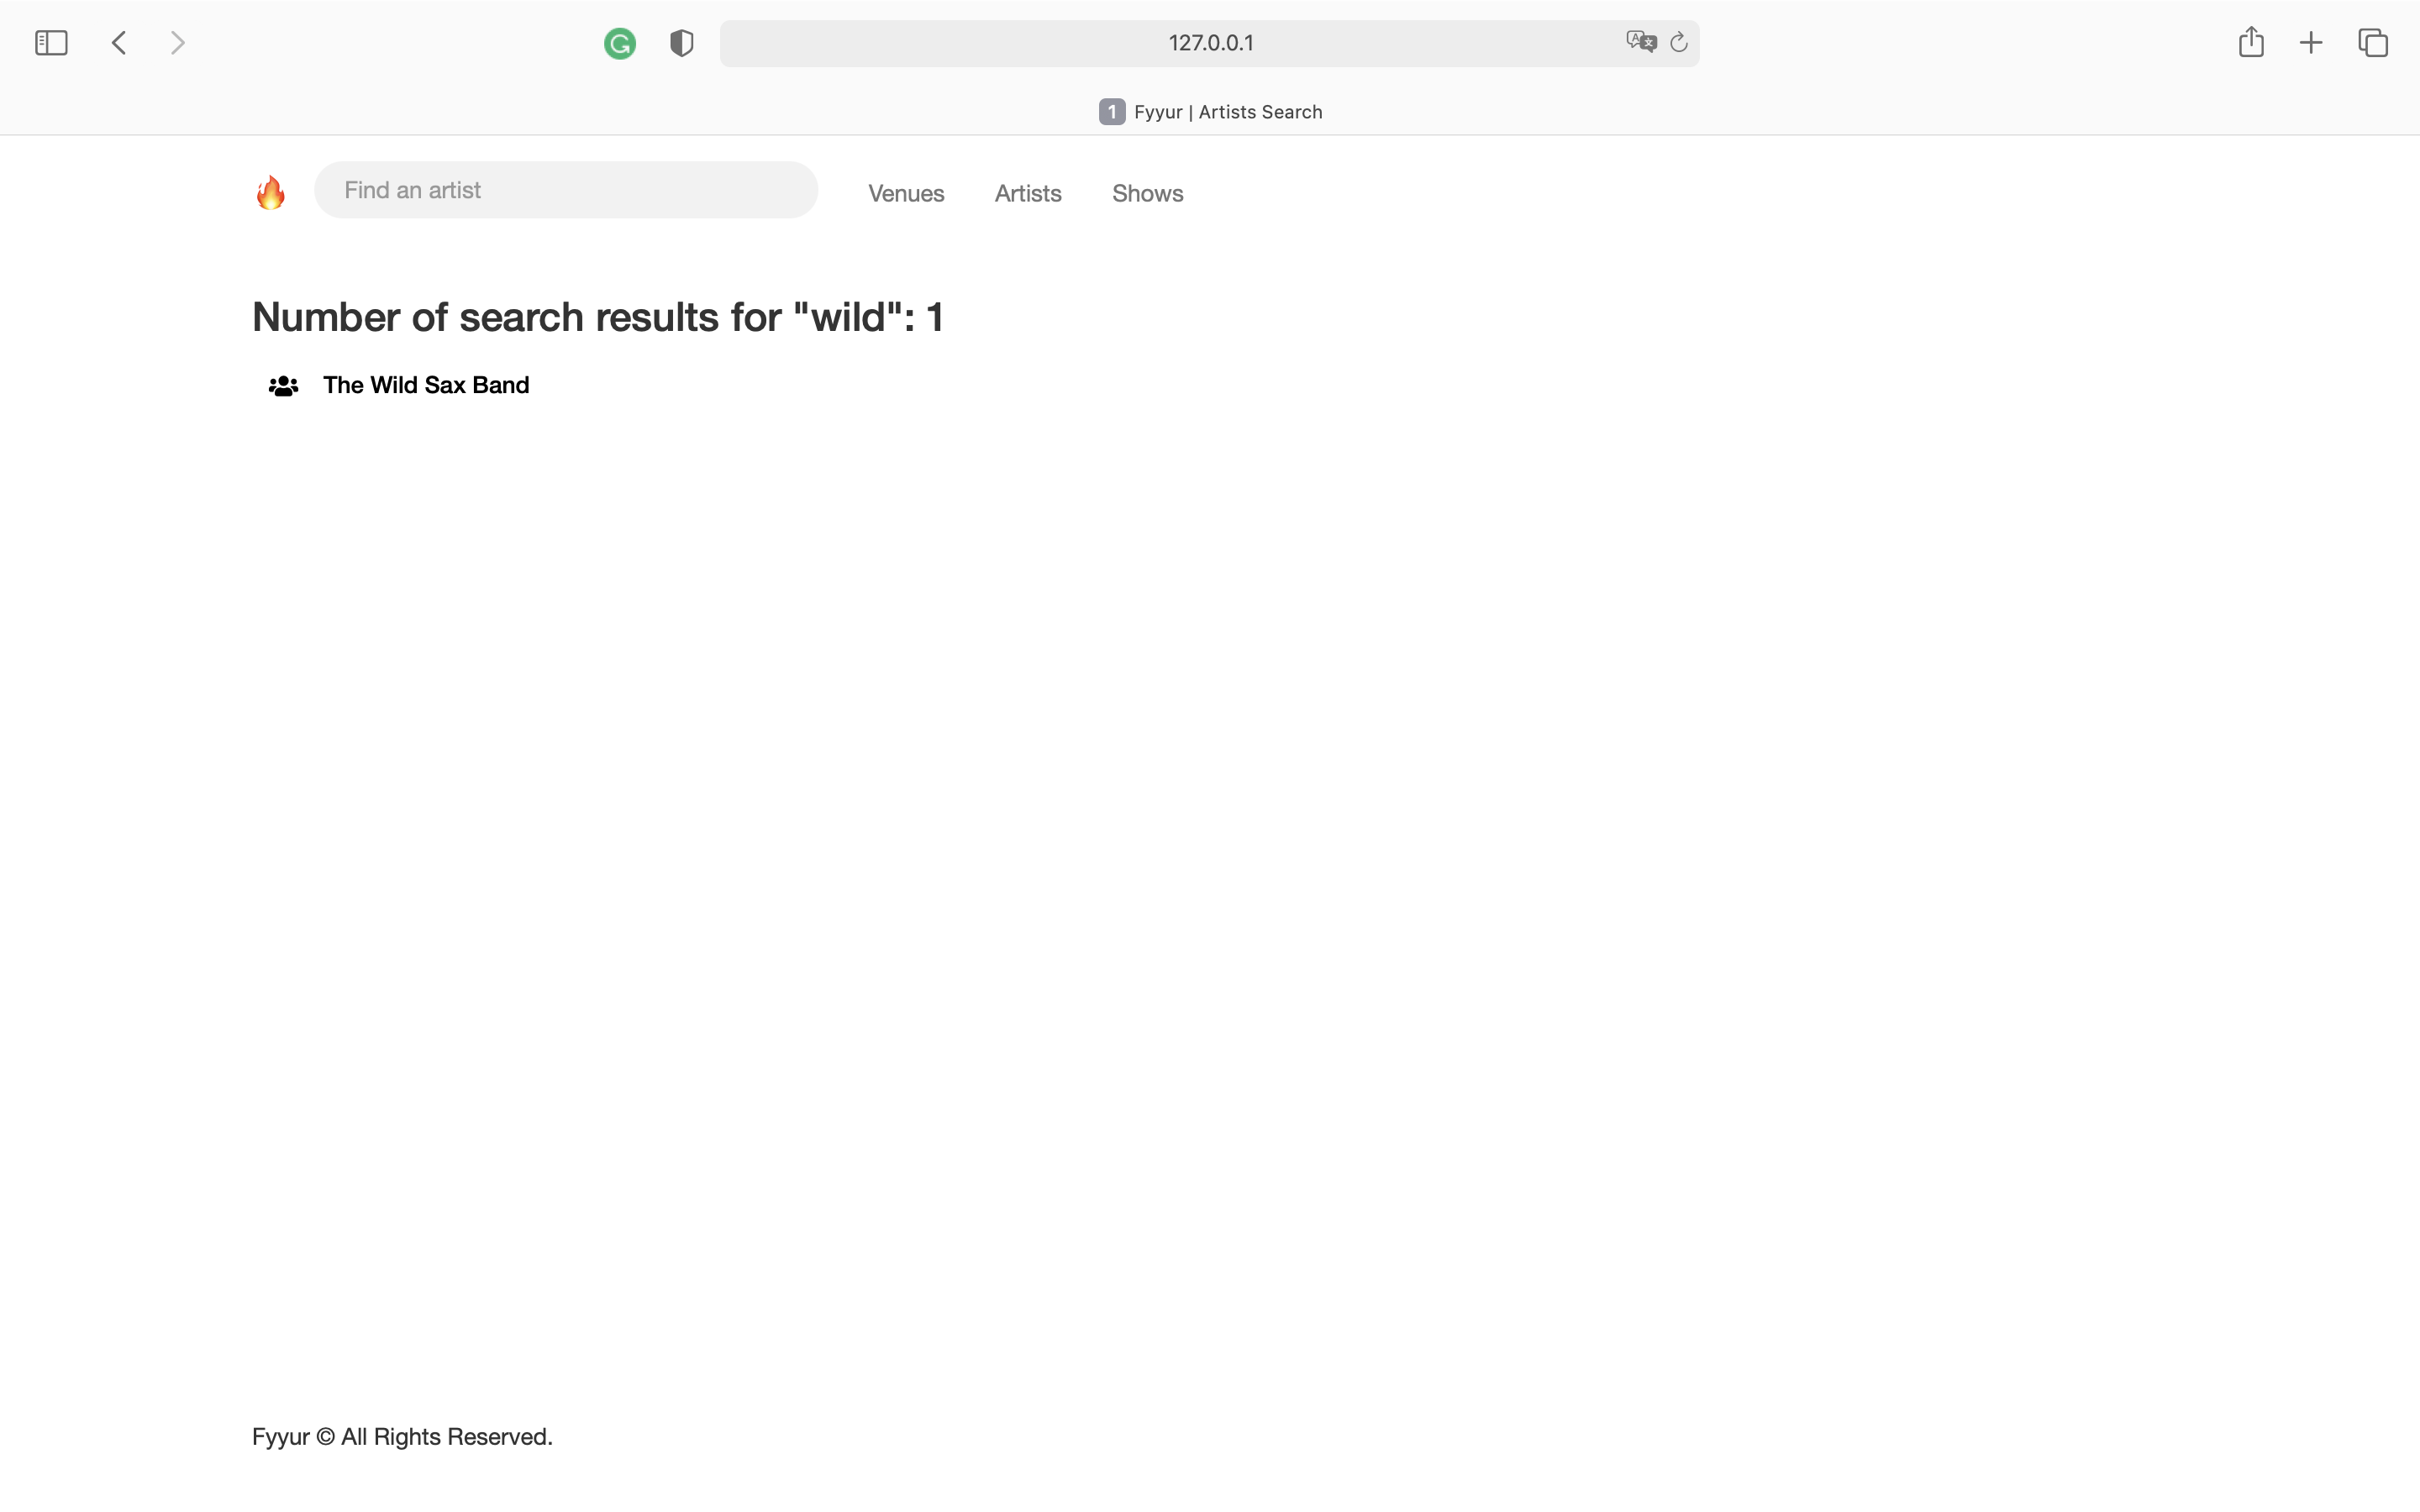 127.0.0.1
1 Fyyur | Artists Search
Find an artist
Venues Artists Shows
Number of search results for "wild": 1
The Wild Sax Band
Fyyur © All Rights Reserved.